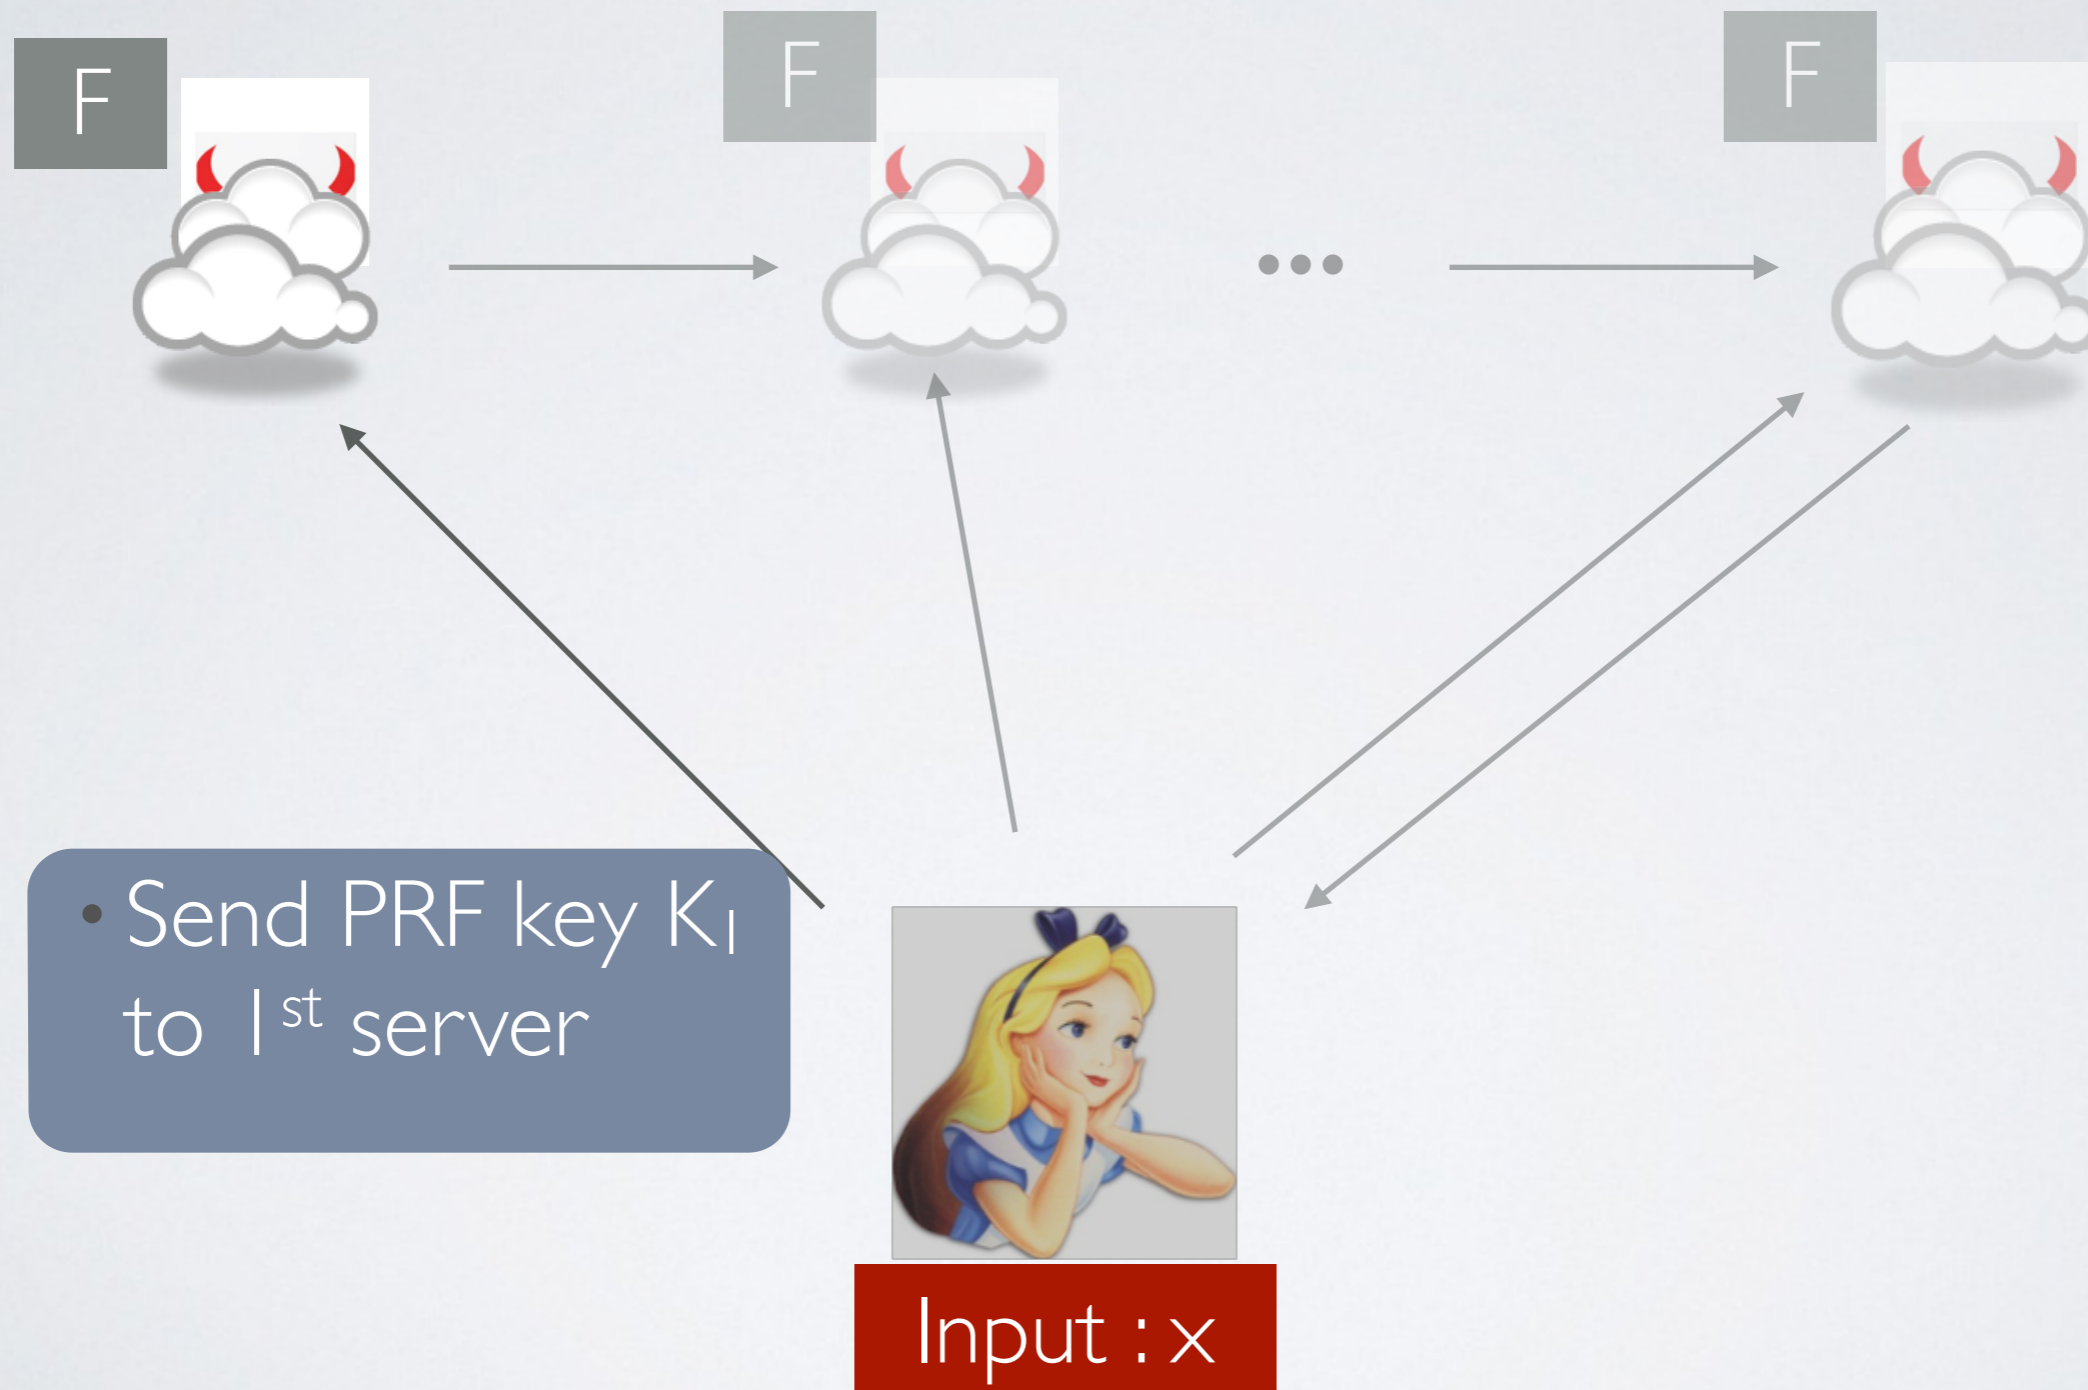 F
F
F
...
• Send PRF key K₁
to 1ˢᵗ server
Input : x